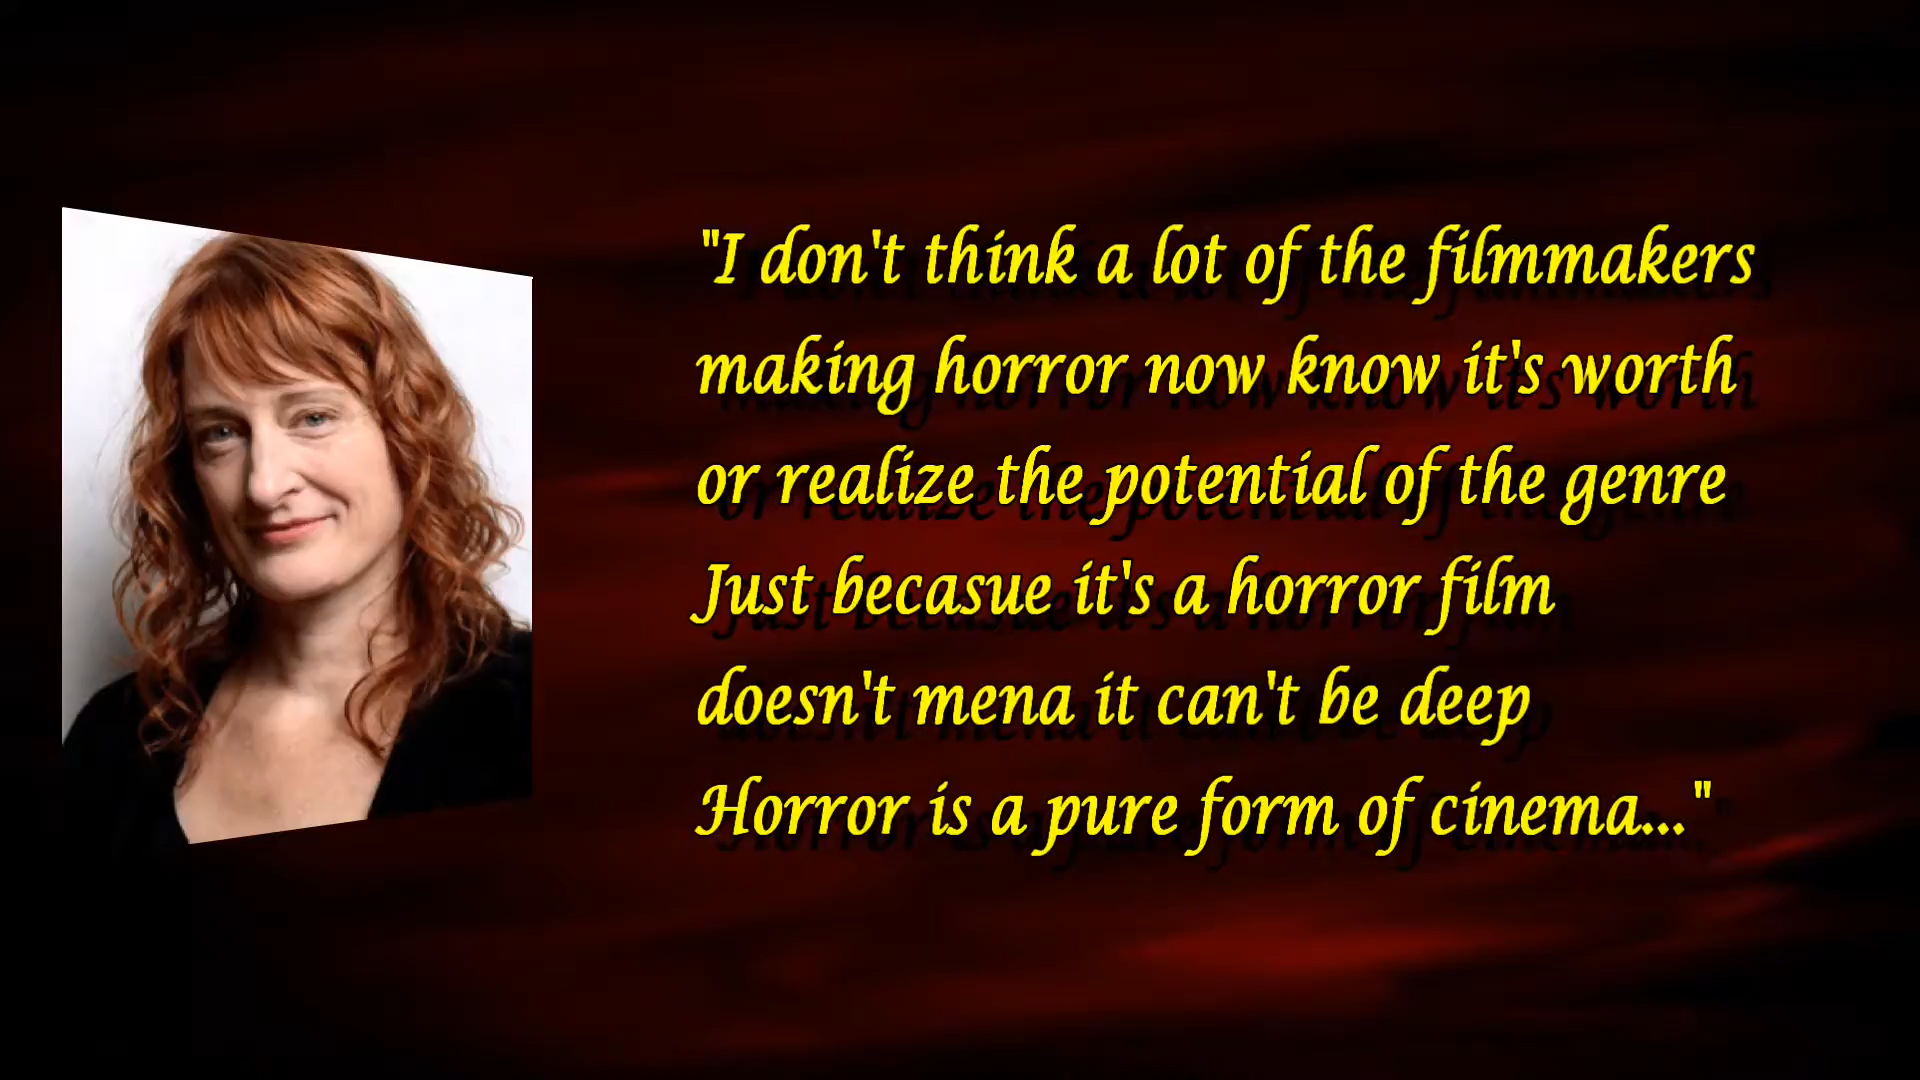 "I don't think a lot of the filmmakers
making horror now know it's worth
or realize the potential of the genre
Just becasue it's a horror film
doesn't mena it can't be deep
Horror is a pure form of cinema..."